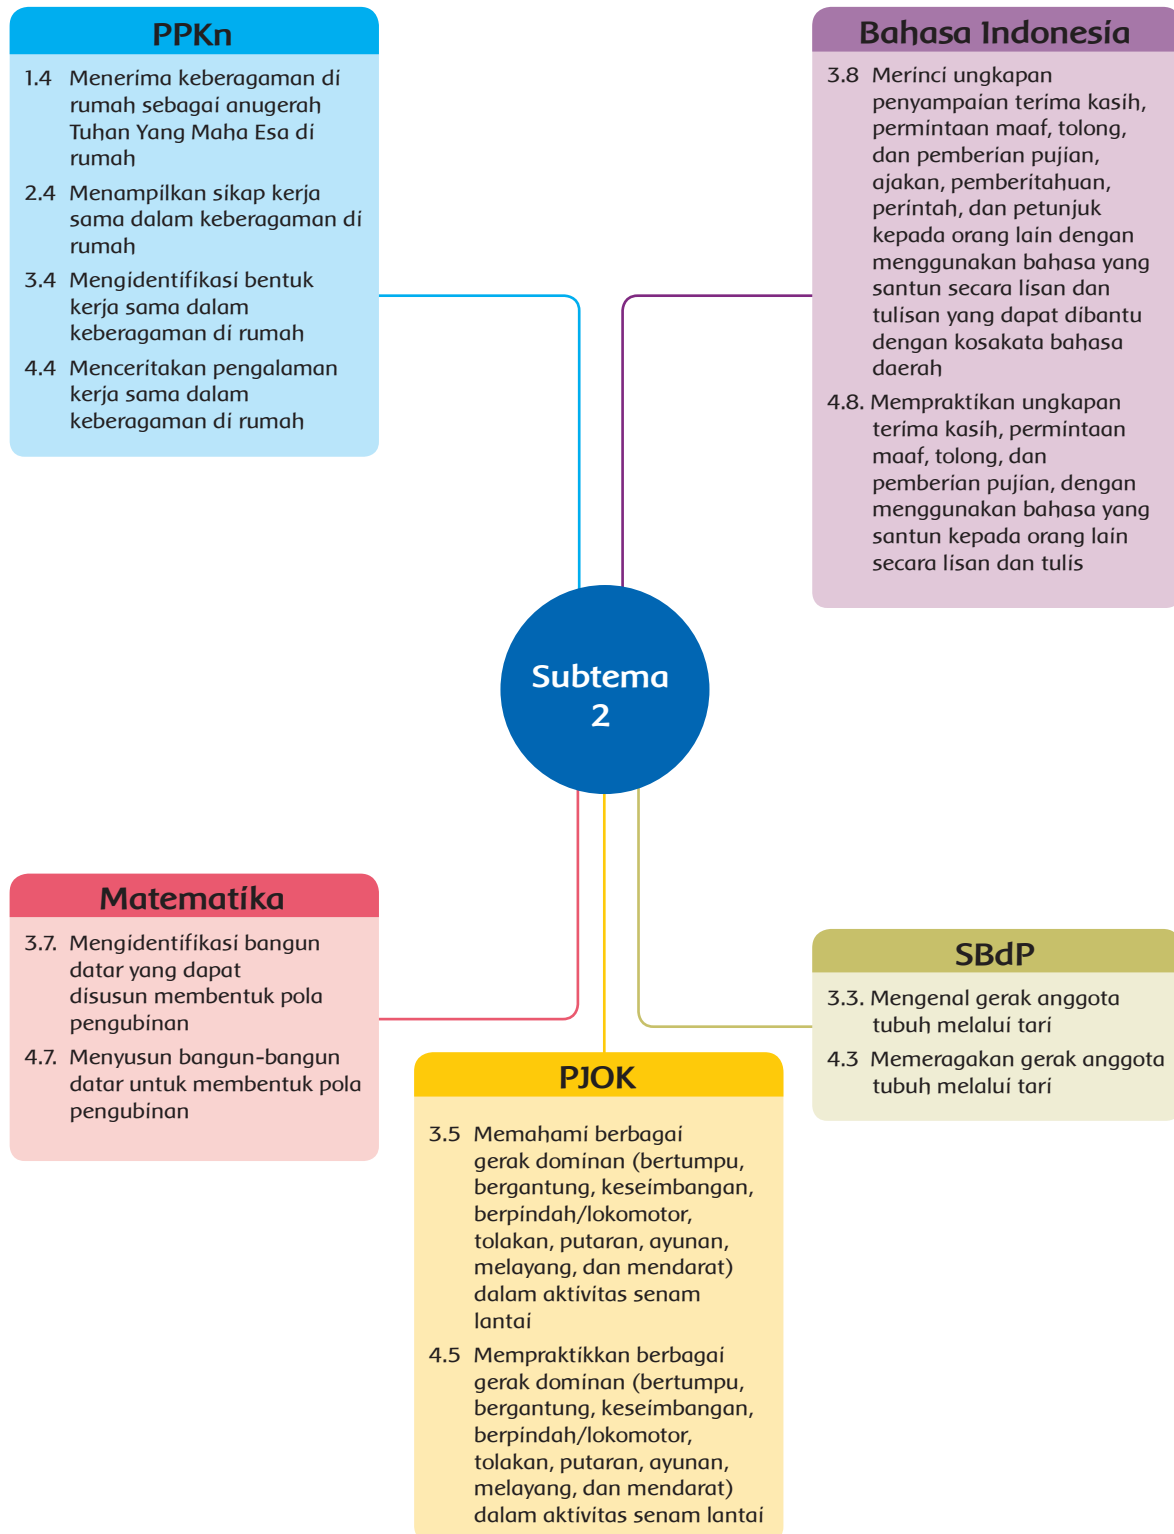 PPKn
1.4 Menerima keberagaman di
rumah sebagai anugerah
Tuhan Yang Maha Esa di
rumah
2.4 Menampilkan sikap kerja
sama dalam keberagaman di
rumah
3.4 Mengidentifikasi bentuk
kerja sama dalam
keberagaman di rumah
4.4 Menceritakan pengalaman
kerja sama dalam
keberagaman di rumah
Bahasa Indonesia
3.8 Merinci ungkapan
penyampaian terima kasih,
permintaan maaf, tolong,
dan pemberian pujian,
ajakan, pemberitahuan,
perintah, dan petunjuk
kepada orang lain dengan
menggunakan bahasa yang
santun secara lisan dan
tulisan yang dapat dibantu
dengan kosakata bahasa
daerah
4.8. Mempraktikan ungkapan
terima kasih, permintaan
maaf, tolong, dan
pemberian pujian, dengan
menggunakan bahasa yang
santun kepada orang lain
secara lisan dan tulis
Subtema
2
Matematika
3.7. Mengidentifikasi bangun
datar yang dapat
disusun membentuk pola
pengubinan
4.7. Menyusun bangun-bangun
datar untuk membentuk pola
pengubinan
PJOK
3.5 Memahami berbagai
gerak dominan (bertumpu,
bergantung, keseimbangan,
berpindah/lokomotor,
tolakan, putaran, ayunan,
melayang, dan mendarat)
dalam aktivitas senam
lantai
4.5 Mempraktikkan berbagai
gerak dominan (bertumpu,
bergantung, keseimbangan,
berpindah/lokomotor,
tolakan, putaran, ayunan,
melayang, dan mendarat)
dalam aktivitas senam lantai
SBdP
3.3. Mengenal gerak anggota
tubuh melalui tari
4.3 Memeragakan gerak anggota
tubuh melalui tari